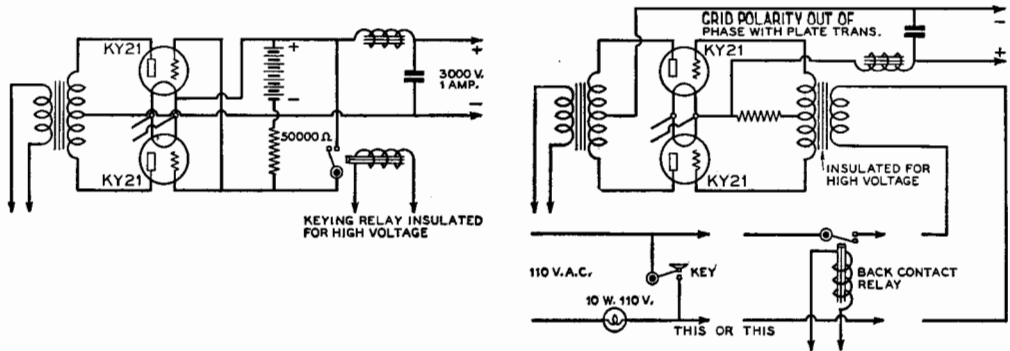 KY21
+
+
−
3000 V.
1 AMP.
−
50000 Ω
KY21
KEYING RELAY INSULATED
FOR HIGH VOLTAGE
GRID POLARITY OUT OF
PHASE WITH PLATE TRANS.
−
KY21
+
KY21
INSULATED FOR
HIGH VOLTAGE
110 V.A.C.
KEY
BACK CONTACT
RELAY
10 W. 110 V.
THIS OR THIS